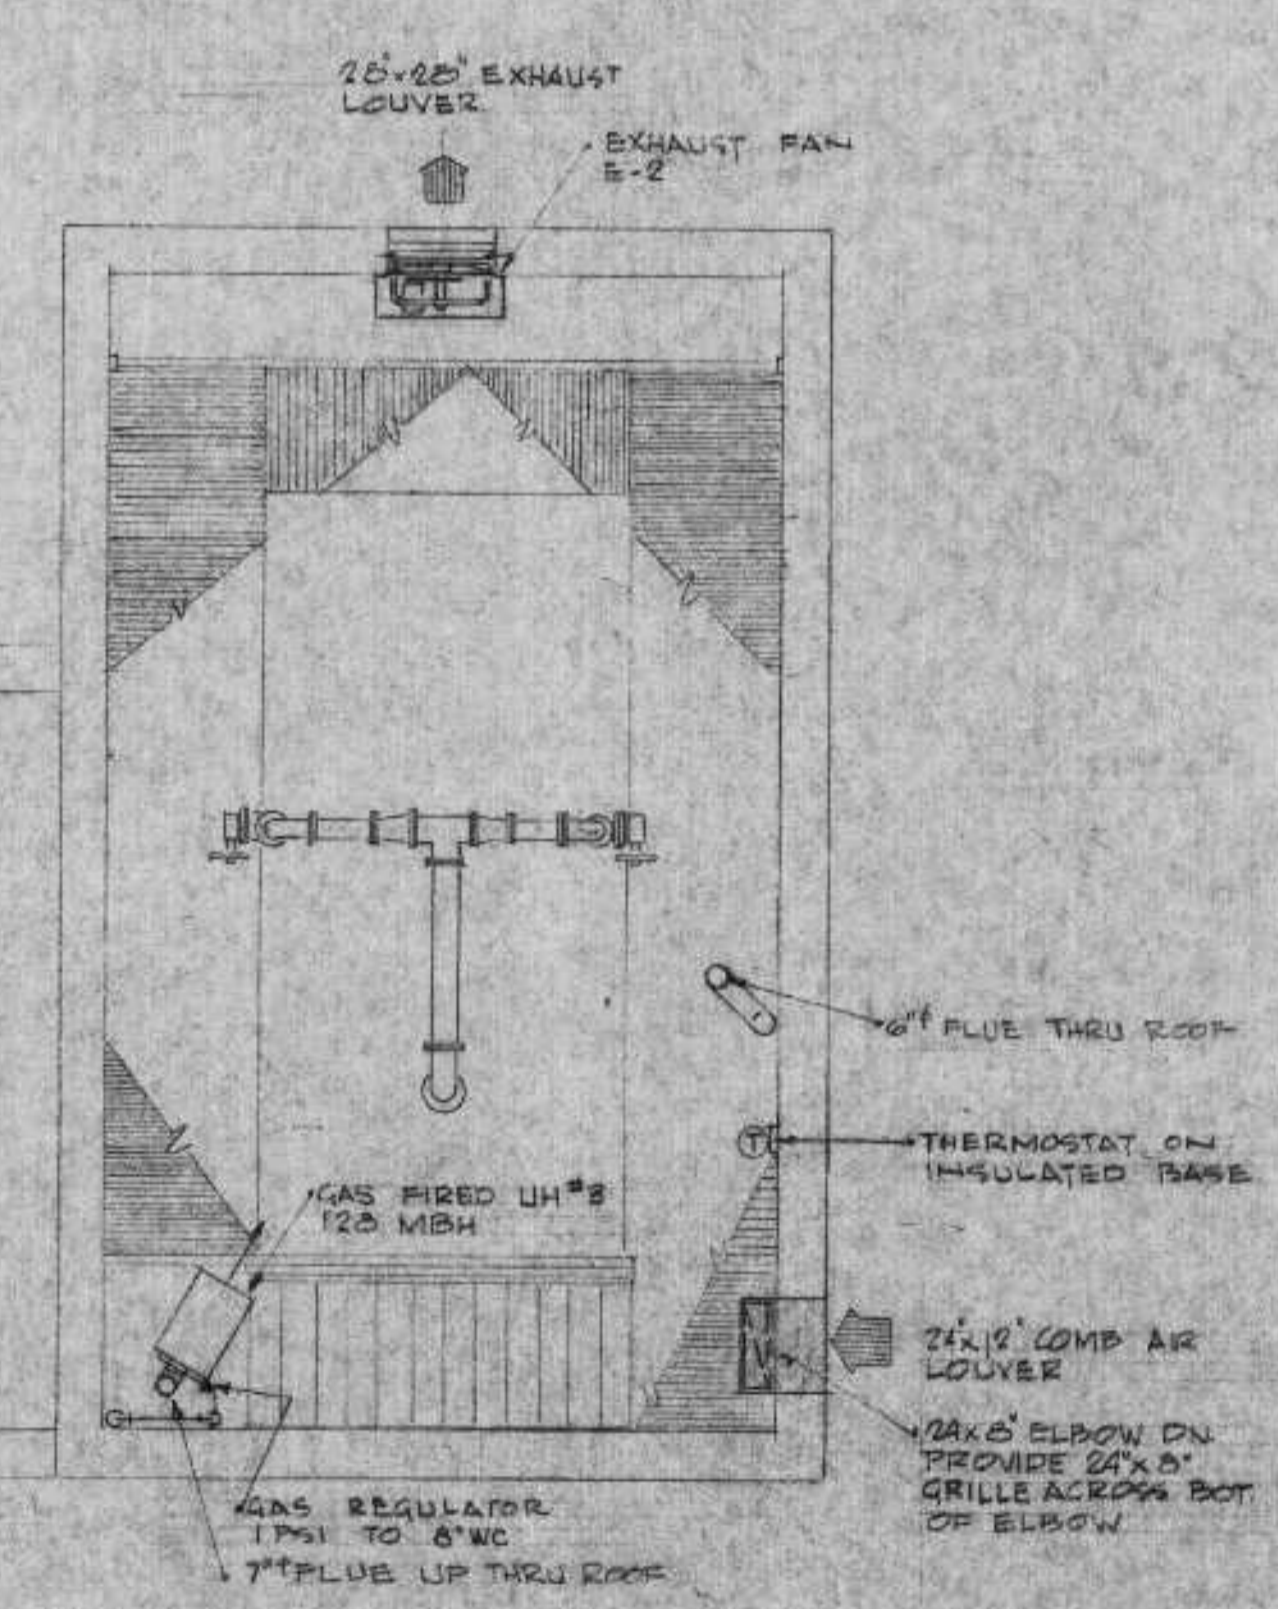 28"x28" EXHAUST
LOUVER
EXHAUST FAN
E-2
6"φ FLUE THRU ROOF
T
THERMOSTAT ON
INSULATED BASE
GAS FIRED UH #3
123 MBH
24"x12" COMB AIR
LOUVER
24x8" ELBOW DN
PROVIDE 24"x8"
GRILLE ACROSS BOT
OF ELBOW
G
GAS REGULATOR
1 PSI TO 8" WC
7"φ FLUE UP THRU ROOF